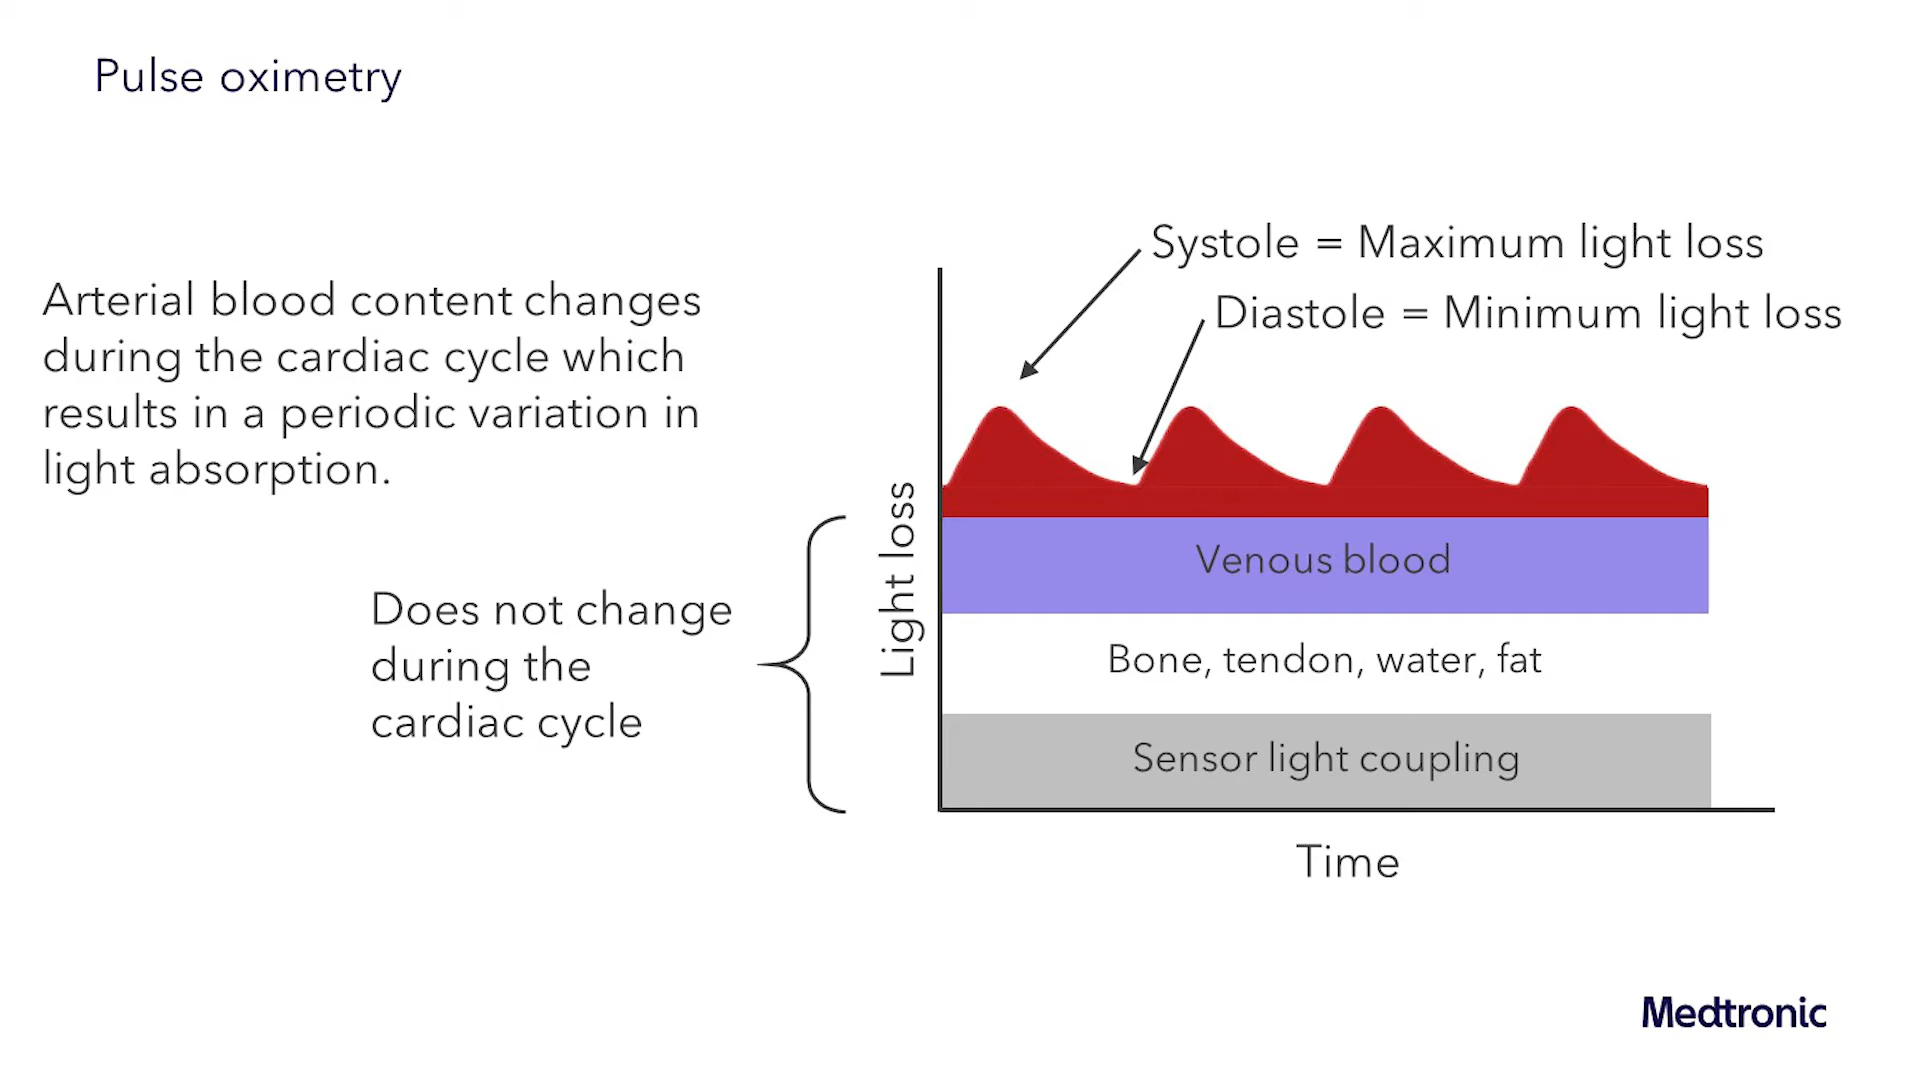 Pulse oximetry
Arterial blood content changes
during the cardiac cycle which
results in a periodic variation in
light absorption.
Does not change
during the
cardiac cycle
Systole = Maximum light loss
Diastole = Minimum light loss
Light loss
Venous blood
Bone, tendon, water, fat
Sensor light coupling
Time
Medtronic